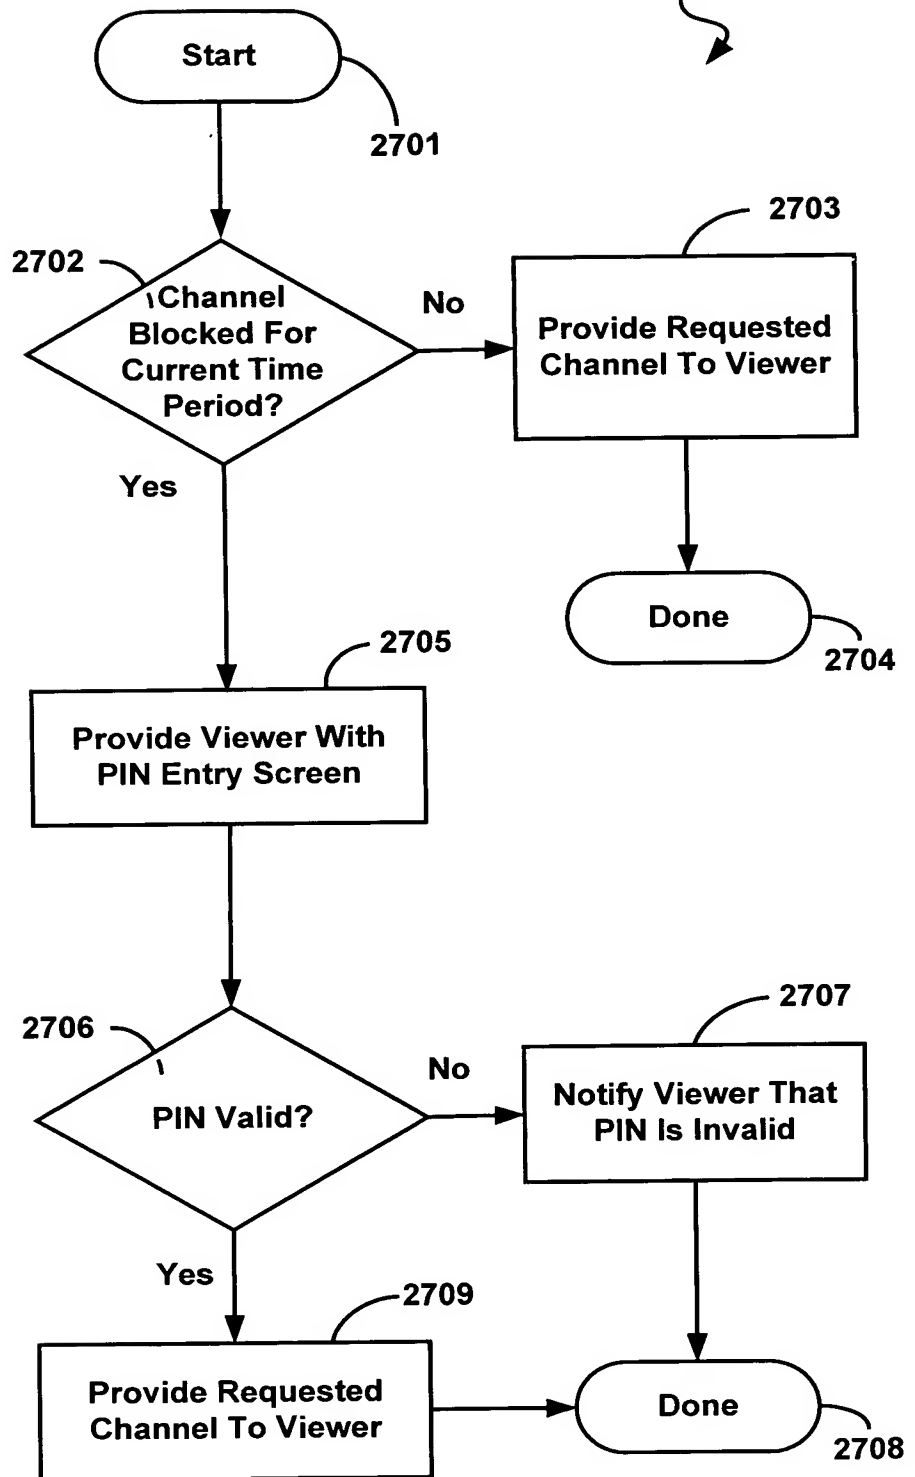 Start
2701
2702
Channel
Blocked For
Current Time
Period?
No
2703
Provide Requested
Channel To Viewer
Yes
Done
2704
2705
Provide Viewer With
PIN Entry Screen
2706
PIN Valid?
No
2707
Notify Viewer That
PIN Is Invalid
Yes
2709
Provide Requested
Channel To Viewer
Done
2708